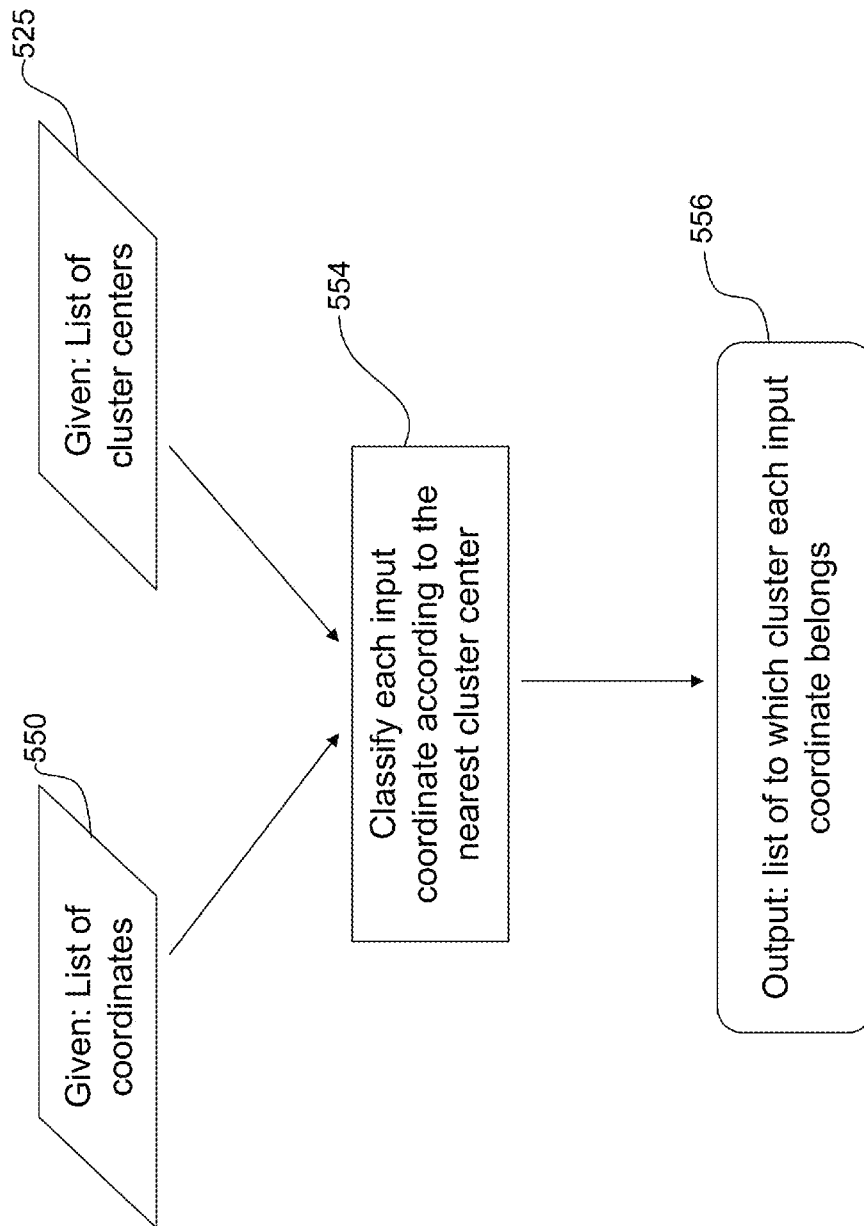 550
Given: List of
coordinates
525
Given: List of
cluster centers
554
Classify each input
coordinate according to the
nearest cluster center
556
Output: list of to which cluster each input
coordinate belongs